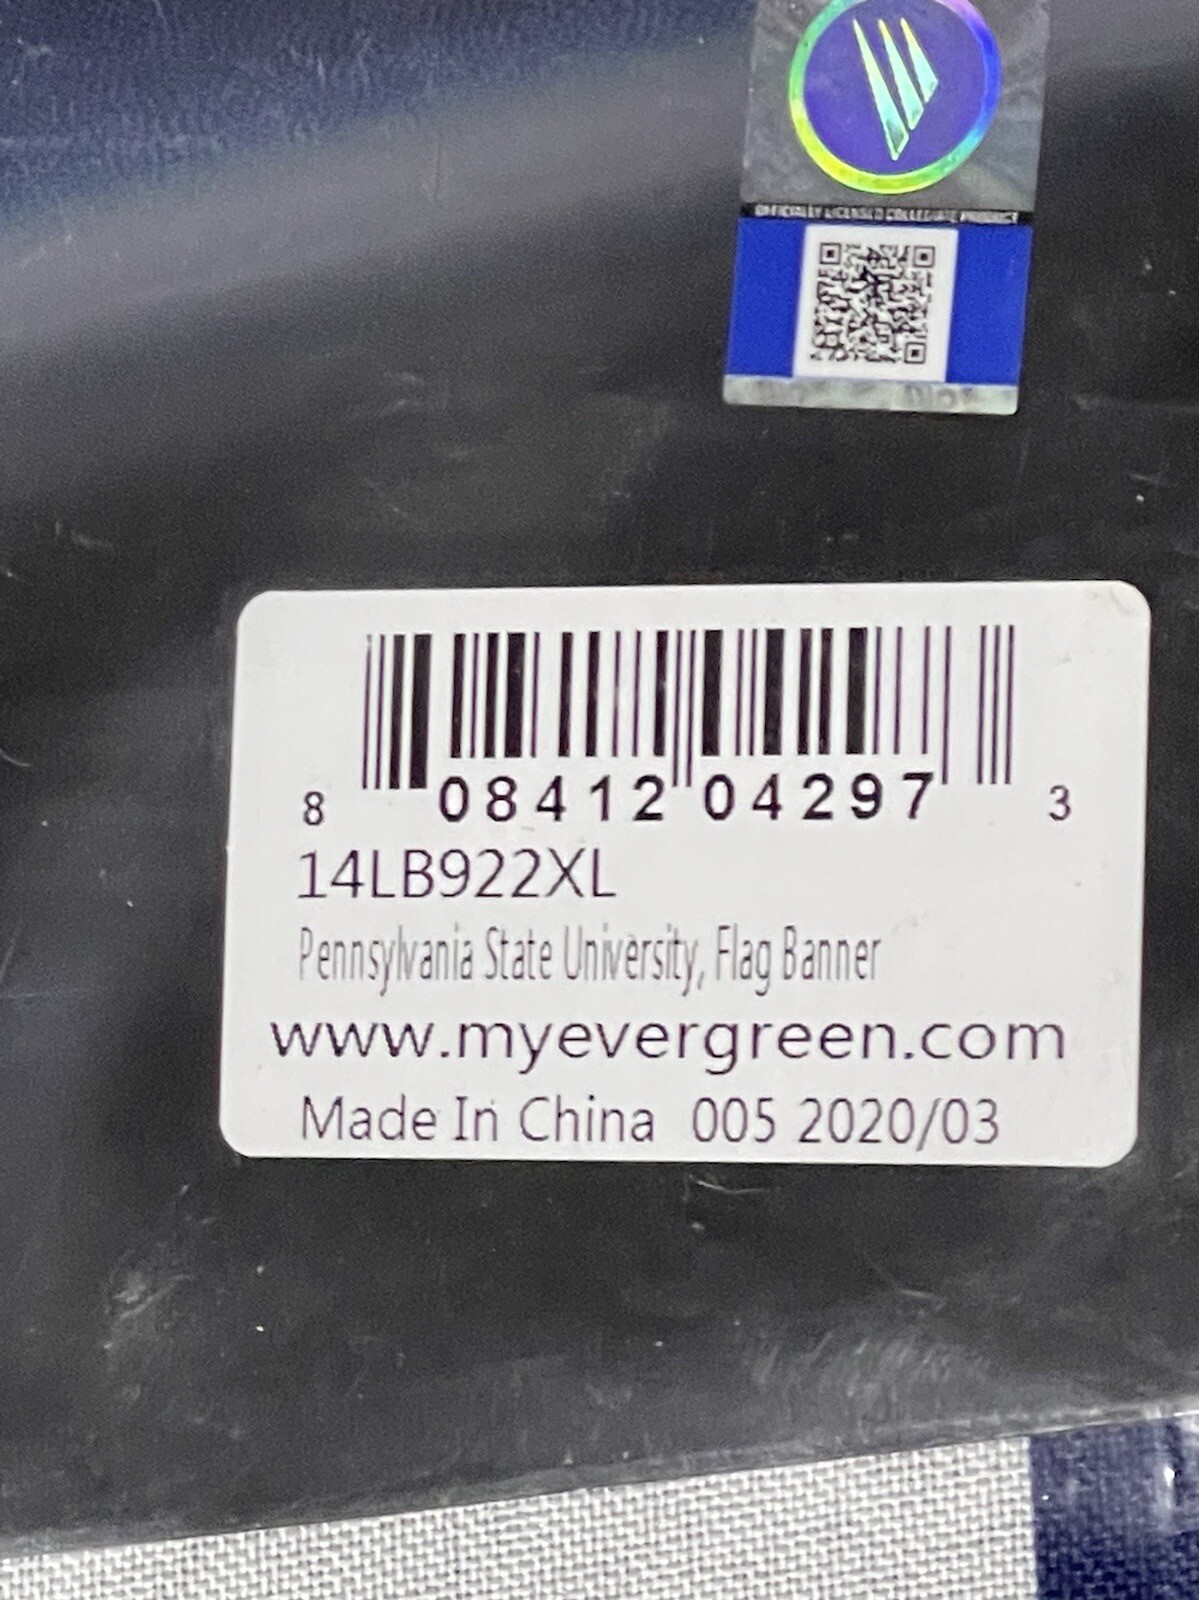 OFFICIALLY LICENSED COLLEGIATE PRODUCT
8 08412 04297 3
14LB922XL
Pennsylvania State University, Flag Banner
www.myevergreen.com
Made In China 005 2020/03